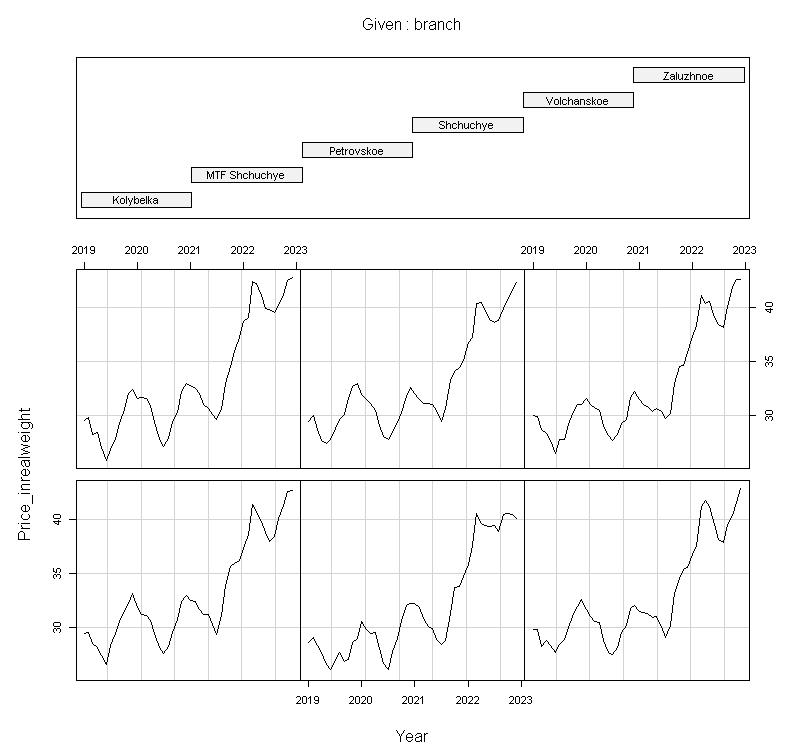 Given : branch
Zaluzhnoe
Volchanskoe
Shchuchye
Petrovskoe
MTF Shchuchye
Kolybelka
2019 2020 2021 2022 2023 2019 2020 2021 2022 2023
40
35
30
40
35
30
2019 2020 2021 2022 2023
Price_inrealweight
Year